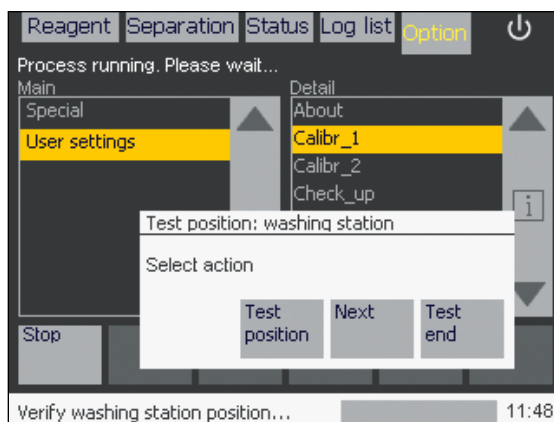 Reagent Separation Status Log list Option
Process running. Please wait...
Main Detail
Special About
User settings Calibr_1
Calibr_2
Check_up
i
Test position: washing station
Select action
Test position Next Test end
Stop
Verify washing station position... 11:48